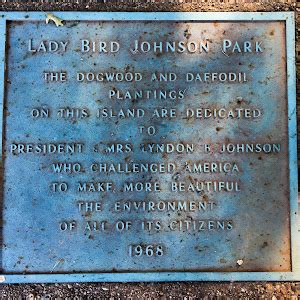 LADY BIRD JOHNSON PARK
THE DOGWOOD AND DAFFODIL
PLANTINGS
ON THIS ISLAND ARE DEDICATED
TO
PRESIDENT & MRS LYNDON B JOHNSON
WHO CHALLENGED AMERICA
TO MAKE MORE BEAUTIFUL
THE ENVIRONMENT
OF ALL OF ITS CITIZENS
1968